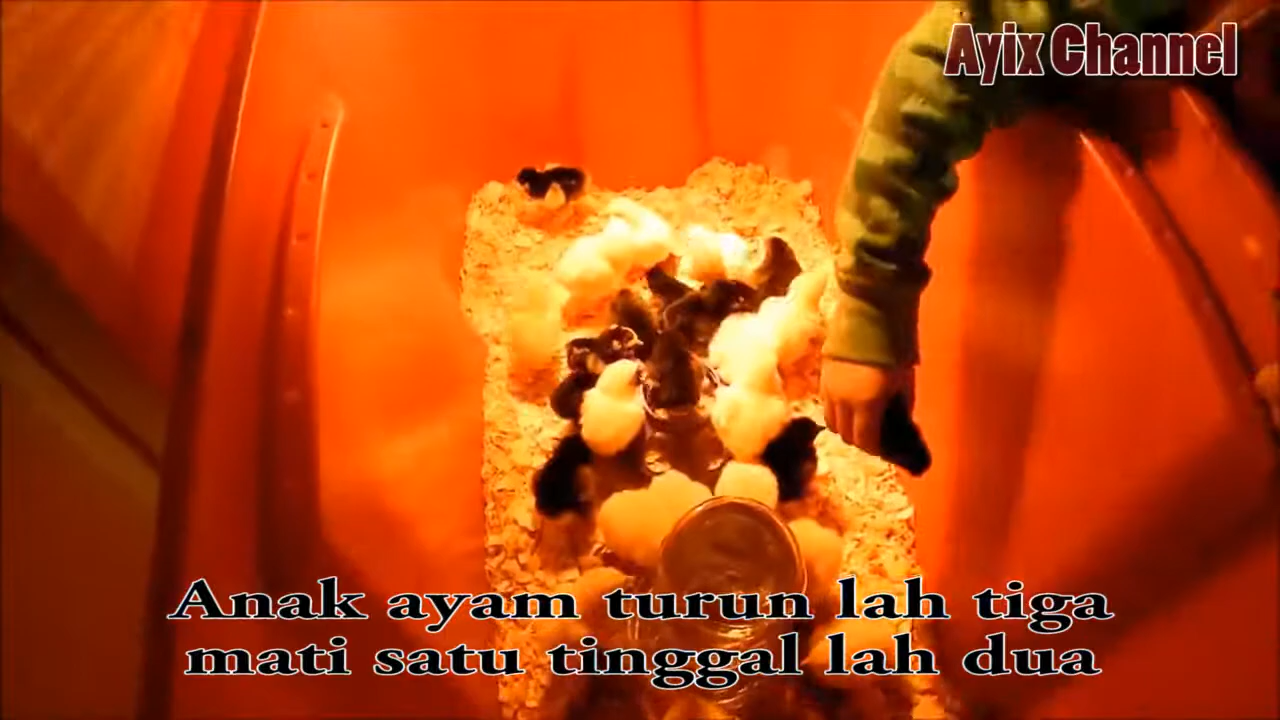 Ayix Channel
Anak ayam turun lah tiga
mati satu tinggal lah dua